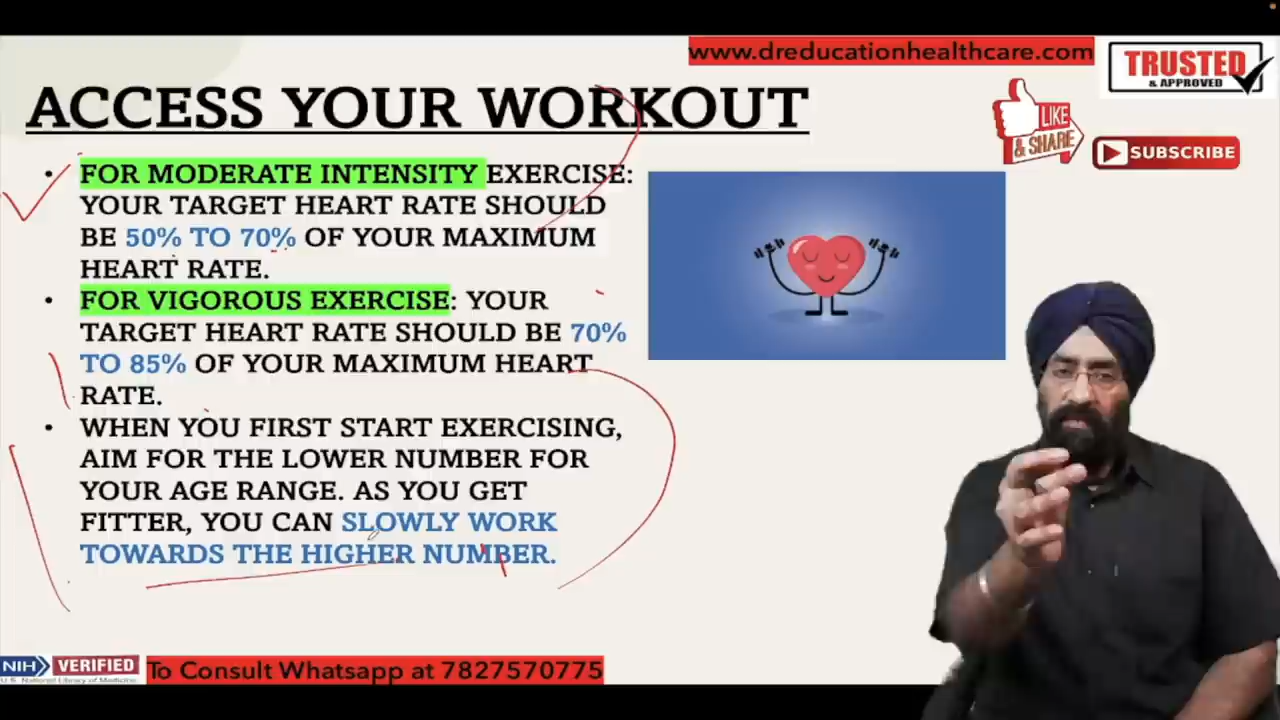 www.dreducationhealthcare.com
TRUSTED
& APPROVED
ACCESS YOUR WORKOUT
LIKE
& SHARE
SUBSCRIBE
• FOR MODERATE INTENSITY EXERCISE:
YOUR TARGET HEART RATE SHOULD
BE 50% TO 70% OF YOUR MAXIMUM
HEART RATE.
• FOR VIGOROUS EXERCISE: YOUR
TARGET HEART RATE SHOULD BE 70%
TO 85% OF YOUR MAXIMUM HEART
RATE.
• WHEN YOU FIRST START EXERCISING,
AIM FOR THE LOWER NUMBER FOR
YOUR AGE RANGE. AS YOU GET
FITTER, YOU CAN SLOWLY WORK
TOWARDS THE HIGHER NUMBER.
NIH VERIFIED
U.S. National Library of Medicine
To Consult Whatsapp at 7827570775